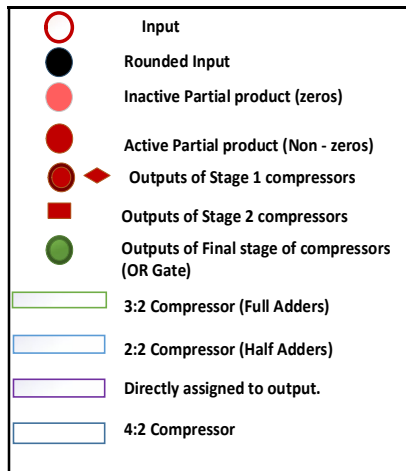 Input
Rounded Input
Inactive Partial product (zeros)
Active Partial product (Non - zeros)
Outputs of Stage 1 compressors
Outputs of Stage 2 compressors
Outputs of Final stage of compressors
(OR Gate)
3:2 Compressor (Full Adders)
2:2 Compressor (Half Adders)
Directly assigned to output.
4:2 Compressor